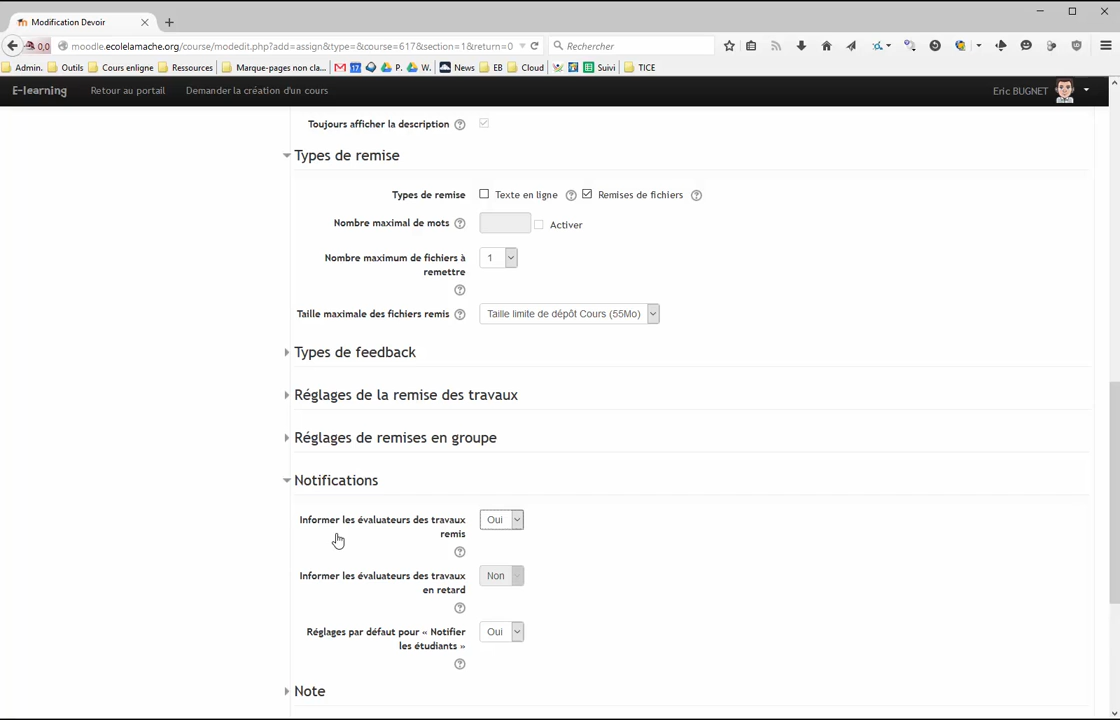 Modification Devoir
0,0
moodle.ecolelamache.org/course/modedit.php?add=assign&type=&course=617&section=1&return=0
Rechercher
Admin. Outils Cours enligne Ressources Marque-pages non cla... 17 P. W. News EB Cloud Suivi TICE
E-learning Retour au portail Demander la création d'un cours Eric BUGNET
Toujours afficher la description
Types de remise
Types de remise Texte en ligne Remises de fichiers
Nombre maximal de mots Activer
Nombre maximum de fichiers à 1
remettre
Taille maximale des fichiers remis Taille limite de dépôt Cours (55Mo)
Types de feedback
Réglages de la remise des travaux
Réglages de remises en groupe
Notifications
Informer les évaluateurs des travaux Oui
remis
Informer les évaluateurs des travaux Non
en retard
Réglages par défaut pour « Notifier Oui
les étudiants »
Note